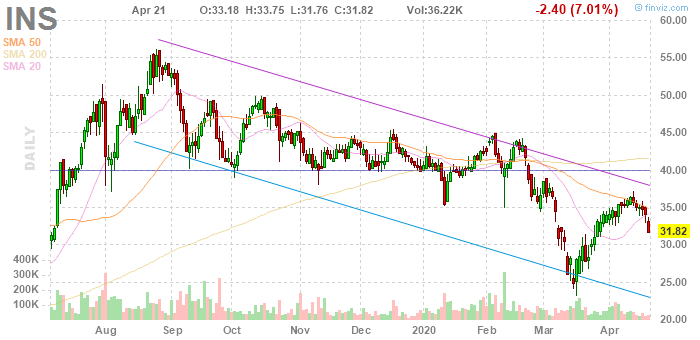 INS
Apr 21 O:33.18 H:33.75 L:31.76 C:31.82 Vol:36.22K -2.40 (7.01%)
© finviz.com
SMA 50
SMA 200
SMA 20
DAILY
60.00
55.00
50.00
45.00
40.00
35.00
31.82
30.00
25.00
20.00
400K
300K
200K
100K
Aug Sep Oct Nov Dec 2020 Feb Mar Apr